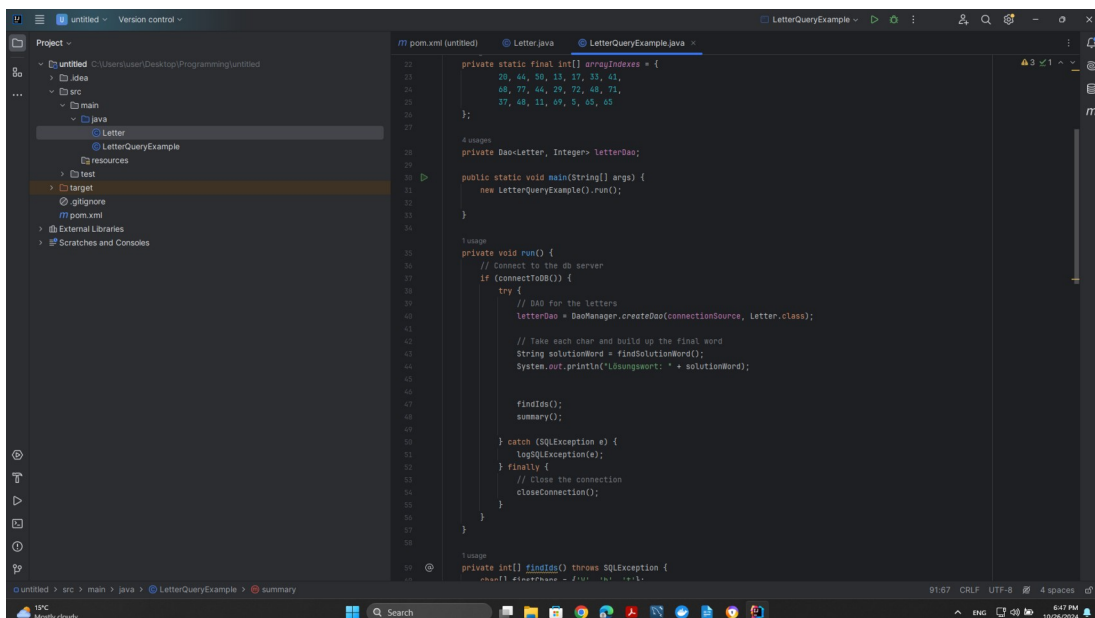 untitled
Version control
LetterQueryExample
Project
pom.xml (untitled)
Letter.java
LetterQueryExample.java
untitled C:\Users\user\Desktop\Programming\untitled
.idea
src
main
java
Letter
LetterQueryExample
resources
test
target
.gitignore
pom.xml
External Libraries
Scratches and Consoles
3 1
22 private static final int[] arrayIndexes = {
23 20, 44, 50, 13, 17, 33, 41,
24 68, 77, 44, 29, 72, 48, 71,
25 37, 48, 11, 69, 5, 65, 65
26 };
27
4 usages
28 private Dao<Letter, Integer> letterDao;
29
30 public static void main(String[] args) {
31 new LetterQueryExample().run();
32
33 }
34
1 usage
35 private void run() {
36 // Connect to the db server
37 if (connectToDB()) {
38 try {
39 // DAO for the letters
40 letterDao = DaoManager.createDao(connectionSource, Letter.class);
41
42 // Take each char and build up the final word
43 String solutionWord = findSolutionWord();
44 System.out.println("Lösungswort: " + solutionWord);
45
46
47 findIds();
48 summary();
49
50 } catch (SQLException e) {
51 logSQLException(e);
52 } finally {
53 // Close the connection
54 closeConnection();
55 }
56 }
57 }
58
1 usage
59 private int[] findIds() throws SQLException {
untitled > src > main > java > LetterQueryExample > summary
91:67 CRLF UTF-8 4 spaces
15°C
Mostly cloudy
Search
ENG
6:47 PM
10/26/2024